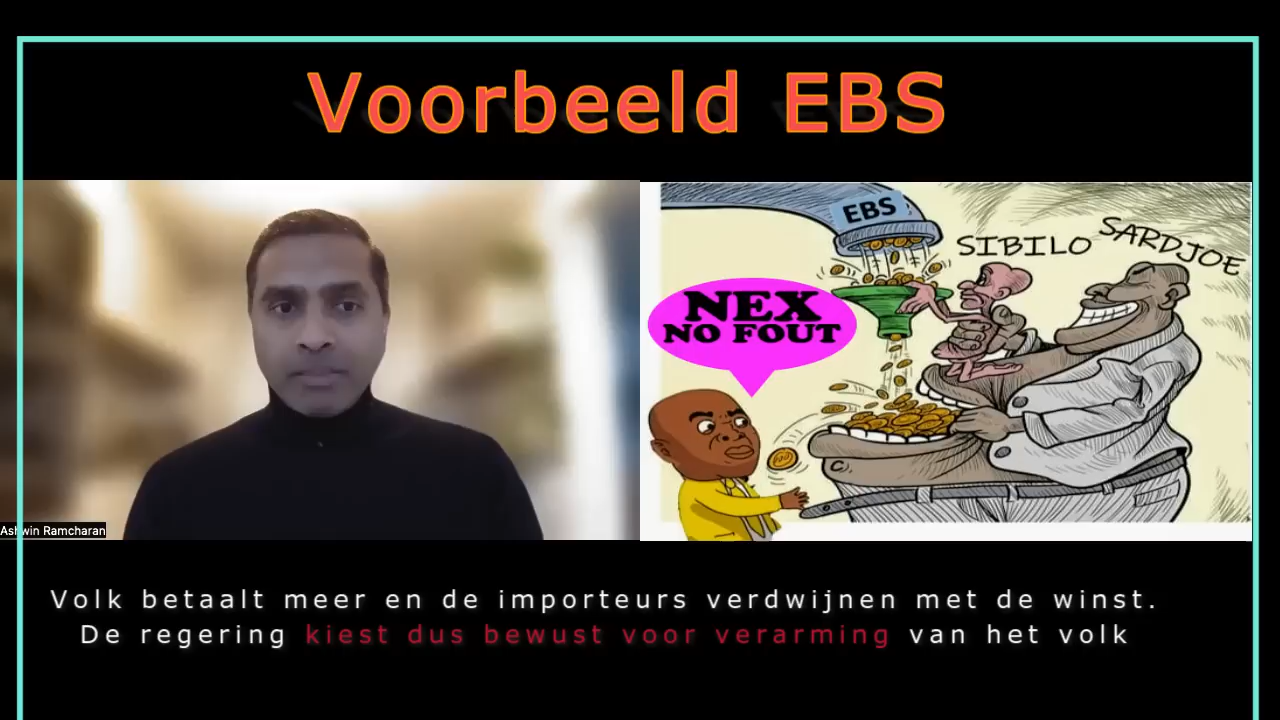 Voorbeeld EBS
EBS
SIBILO
SARDJOE
NEX
NO FOUT
Ashwin Ramcharan
Volk betaalt meer en de importeurs verdwijnen met de winst.
De regering kiest dus bewust voor verarming van het volk